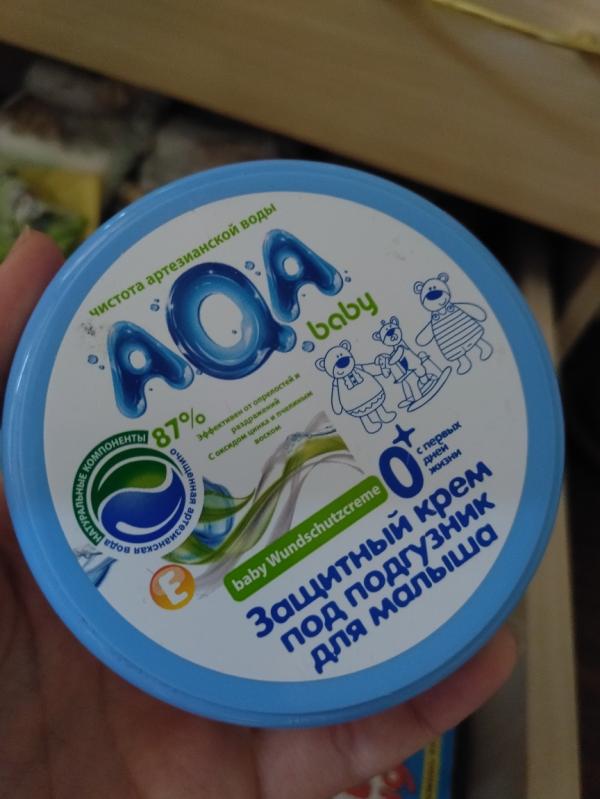 чистота артезианской воды
AQA
baby
87%
НАТУРАЛЬНЫЕ КОМПОНЕНТЫ
очищенная артезианская вода
Эффективен от опрелостей и
раздражений
С оксидом цинка и пчелиным
воском
0+
с первых
дней
жизни
E
baby Wundschutzcreme
Защитный крем
под подгузник
для малыша